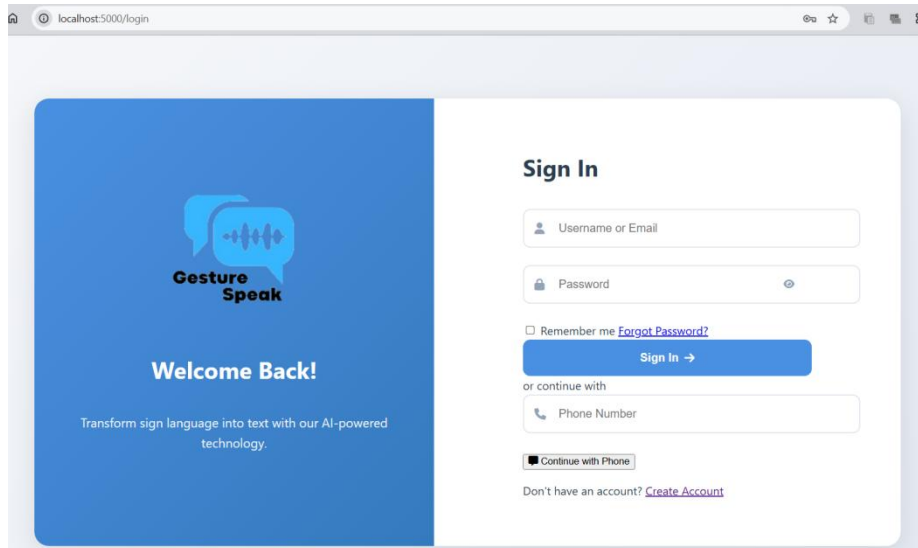 localhost:5000/login
Gesture
Speak
Welcome Back!
Transform sign language into text with our AI-powered
technology.
Sign In
Username or Email
Password
Remember me Forgot Password?
Sign In →
or continue with
Phone Number
Continue with Phone
Don't have an account? Create Account